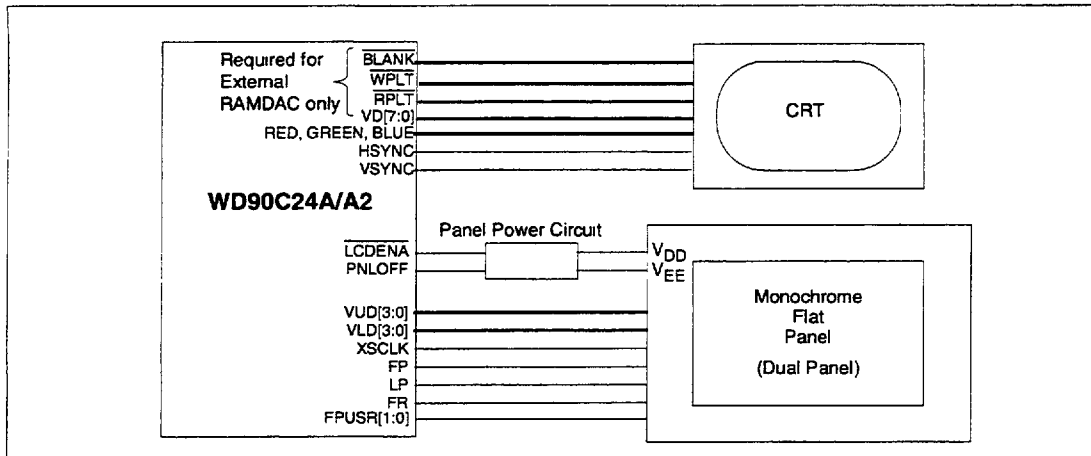 Required for
External
RAMDAC only
BLANK
WPLT
RPLT
VD[7:0]
RED, GREEN, BLUE
HSYNC
VSYNC
CRT
WD90C24A/A2
Panel Power Circuit
LCDENA
PNLOFF
VDD
VEE
VUD[3:0]
VLD[3:0]
XSCLK
FP
LP
FR
FPUSR[1:0]
Monochrome
Flat
Panel
(Dual Panel)